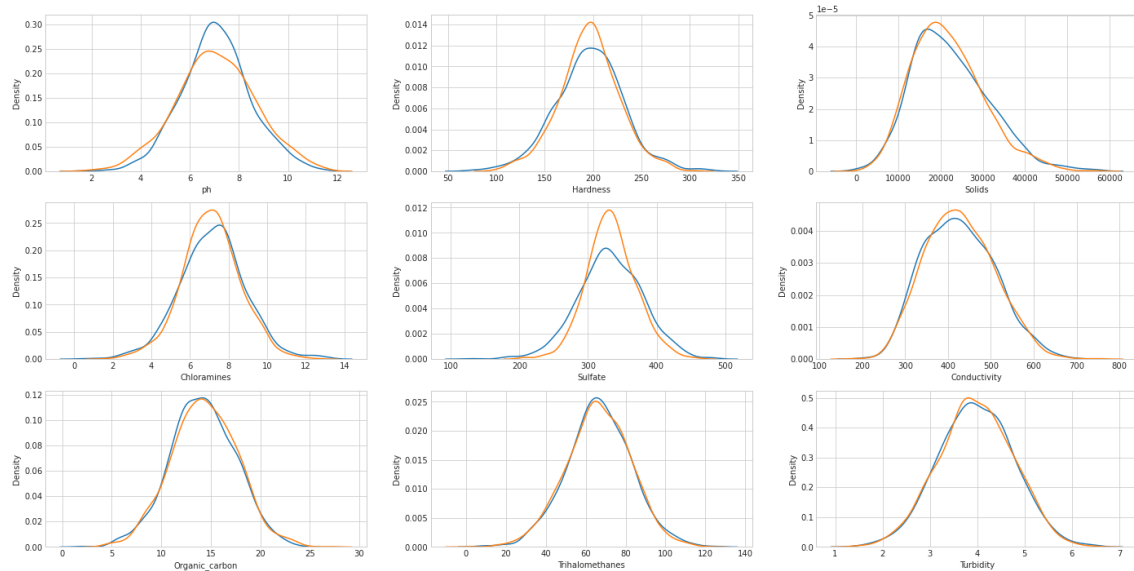 0.30
0.25
0.20
0.15
0.10
0.05
0.00
Density
2 4 6 8 10 12
ph
0.014
0.012
0.010
0.008
0.006
0.004
0.002
0.000
Density
50 100 150 200 250 300 350
Hardness
1e−5
5
4
3
2
1
0
Density
0 10000 20000 30000 40000 50000 60000
Solids
0.25
0.20
0.15
0.10
0.05
0.00
Density
0 2 4 6 8 10 12 14
Chloramines
0.012
0.010
0.008
0.006
0.004
0.002
0.000
Density
100 200 300 400 500
Sulfate
0.004
0.003
0.002
0.001
0.000
Density
100 200 300 400 500 600 700 800
Conductivity
0.12
0.10
0.08
0.06
0.04
0.02
0.00
Density
0 5 10 15 20 25 30
Organic_carbon
0.025
0.020
0.015
0.010
0.005
0.000
Density
0 20 40 60 80 100 120 140
Trihalomethanes
0.5
0.4
0.3
0.2
0.1
0.0
Density
1 2 3 4 5 6 7
Turbidity